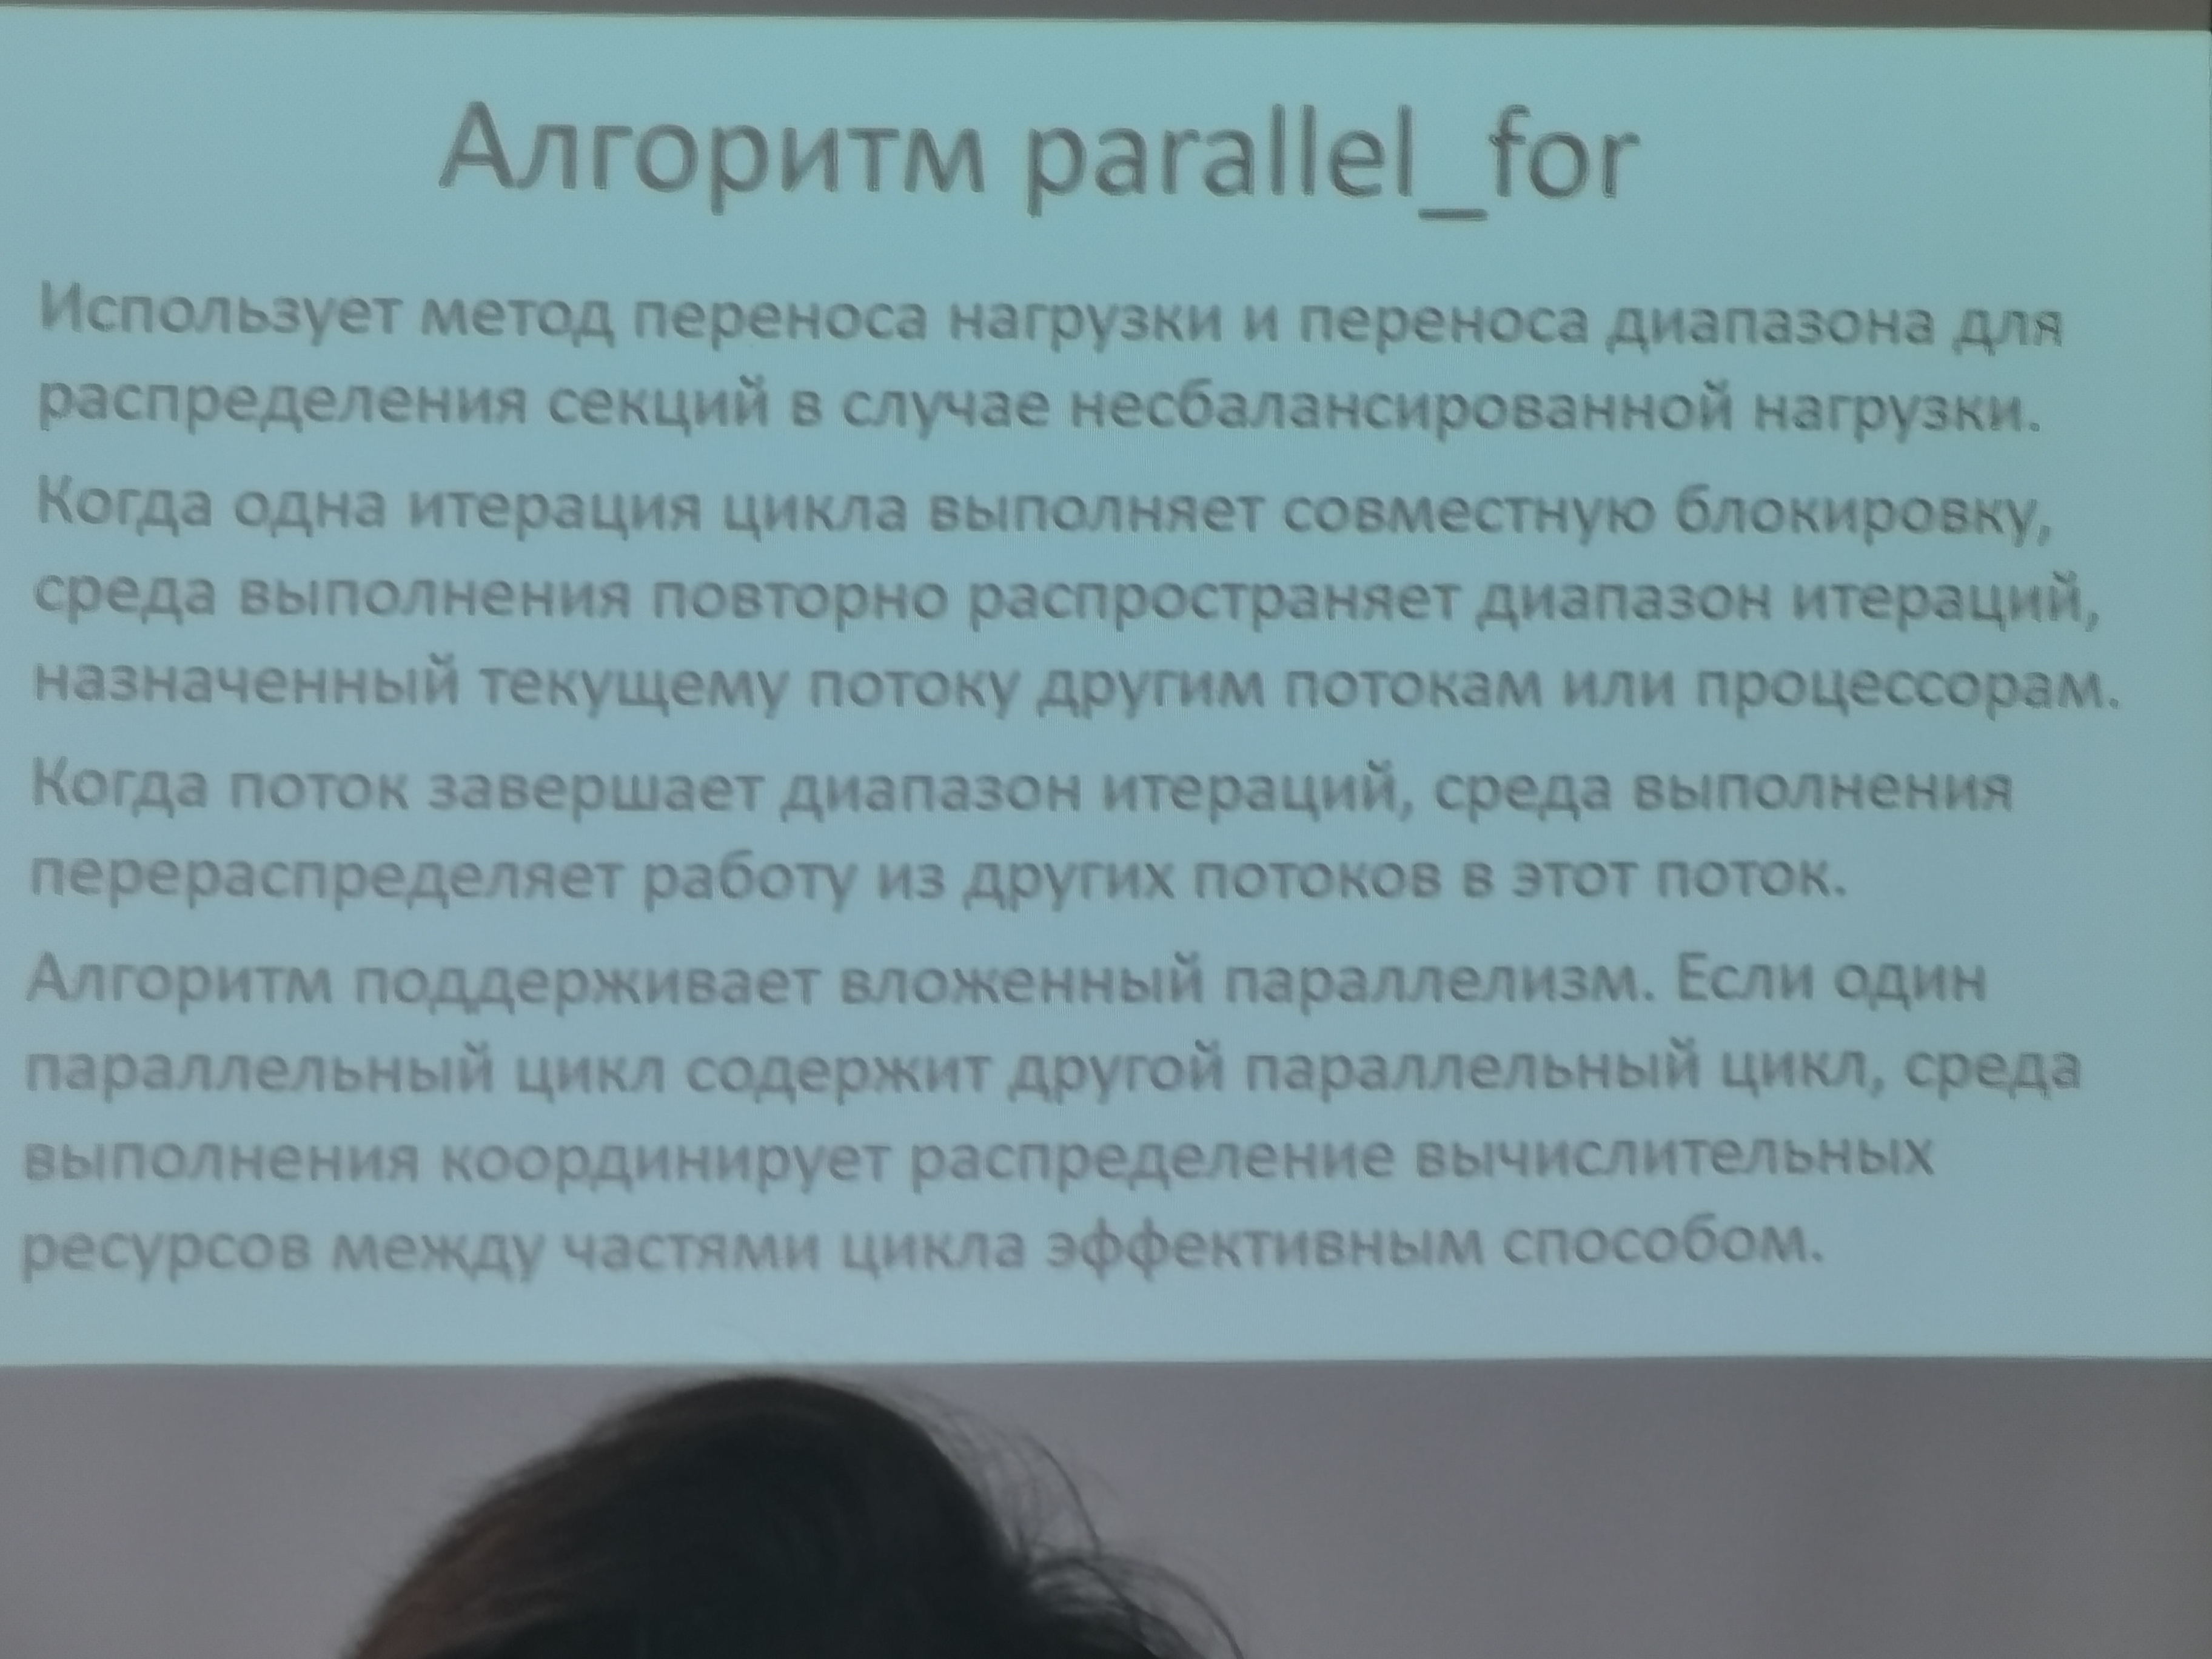 Алгоритм parallel_for
Использует метод переноса нагрузки и переноса диапазона для
распределения секций в случае несбалансированной нагрузки.
Когда одна итерация цикла выполняет совместную блокировку,
среда выполнения повторно распространяет диапазон итераций,
назначенный текущему потоку другим потокам или процессорам.
Когда поток завершает диапазон итераций, среда выполнения
перераспределяет работу из других потоков в этот поток.
Алгоритм поддерживает вложенный параллелизм. Если один
параллельный цикл содержит другой параллельный цикл, среда
выполнения координирует распределение вычислительных
ресурсов между частями цикла эффективным способом.